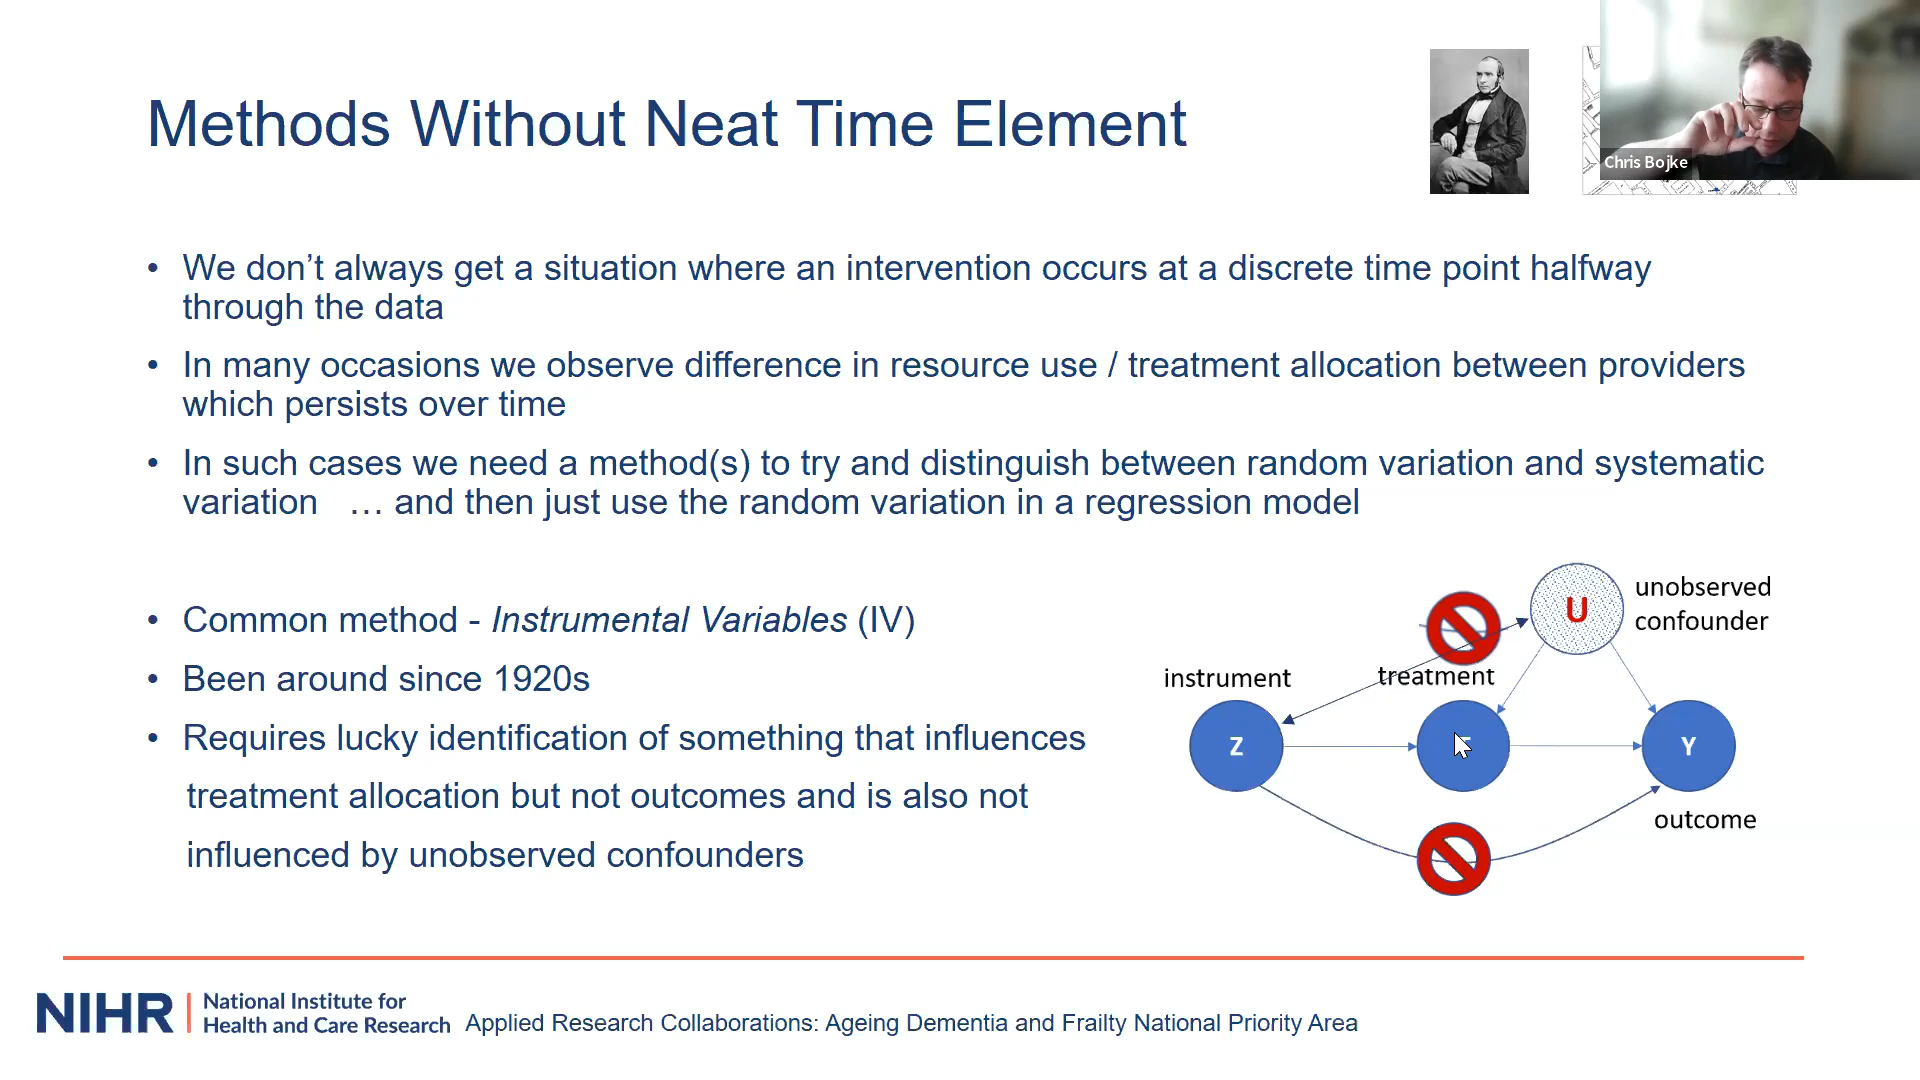 Methods Without Neat Time Element
Chris Bojke
• We don’t always get a situation where an intervention occurs at a discrete time point halfway
through the data
• In many occasions we observe difference in resource use / treatment allocation between providers
which persists over time
• In such cases we need a method(s) to try and distinguish between random variation and systematic
variation … and then just use the random variation in a regression model
• Common method - Instrumental Variables (IV)
• Been around since 1920s
• Requires lucky identification of something that influences
treatment allocation but not outcomes and is also not
influenced by unobserved confounders
U
unobserved
confounder
instrument
treatment
Z
Y
outcome
NIHR
National Institute for
Health and Care Research
Applied Research Collaborations: Ageing Dementia and Frailty National Priority Area